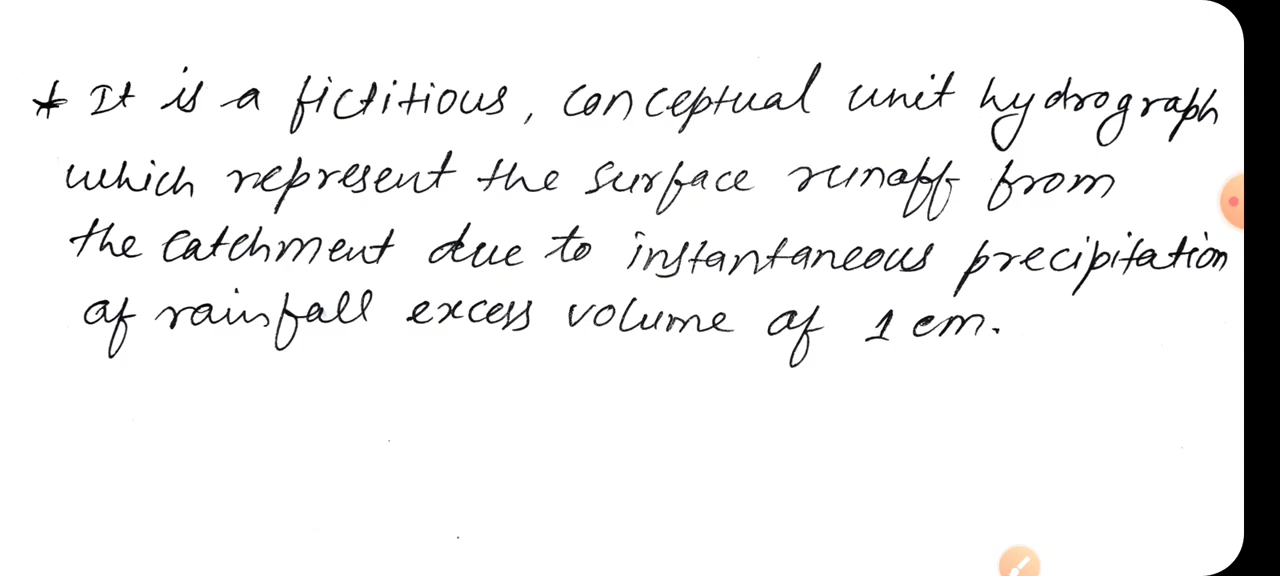 * It is a fictitious, conceptual unit hydrograph
which represent the surface runoff from
the catchment due to instantaneous precipitation
of rainfall excess volume of 1 cm.